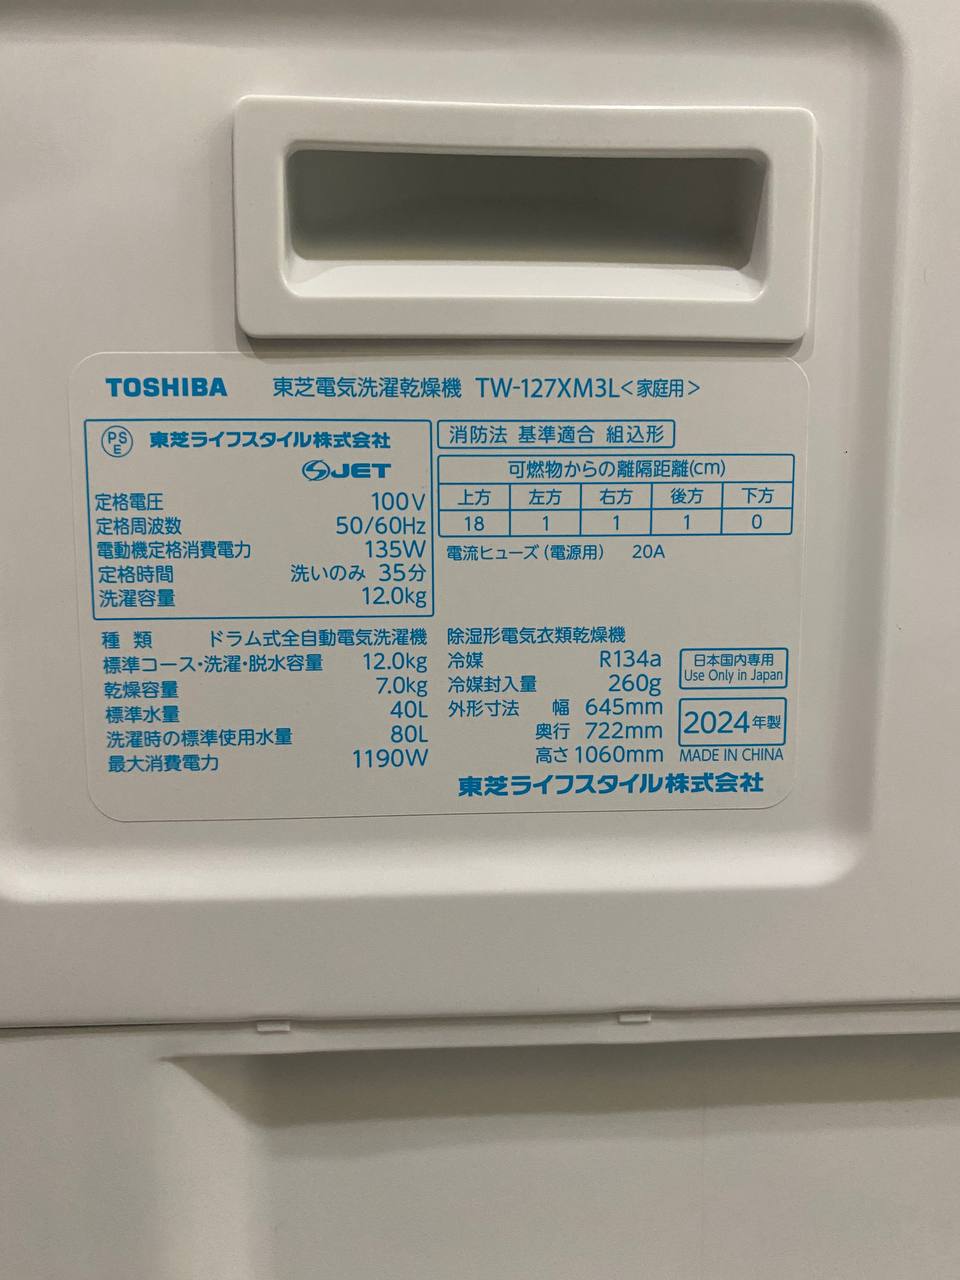 TOSHIBA 東芝電気洗濯乾燥機 TW-127XM3L<家庭用>
PSE 東芝ライフスタイル株式会社
JET
定格電圧 100V
定格周波数 50/60Hz
電動機定格消費電力 135W
定格時間 洗いのみ 35分
洗濯容量 12.0kg
消防法 基準適合 組込形
可燃物からの離隔距離(cm)
上方 左方 右方 後方 下方
18 1 1 1 0
電流ヒューズ(電源用) 20A
種類 ドラム式全自動電気洗濯機
標準コース・洗濯・脱水容量 12.0kg
乾燥容量 7.0kg
標準水量 40L
洗濯時の標準使用水量 80L
最大消費電力 1190W
除湿形電気衣類乾燥機
冷媒 R134a
冷媒封入量 260g
外形寸法 幅 645mm
奥行 722mm
高さ 1060mm
日本国内専用
Use Only in Japan
2024年製
MADE IN CHINA
東芝ライフスタイル株式会社